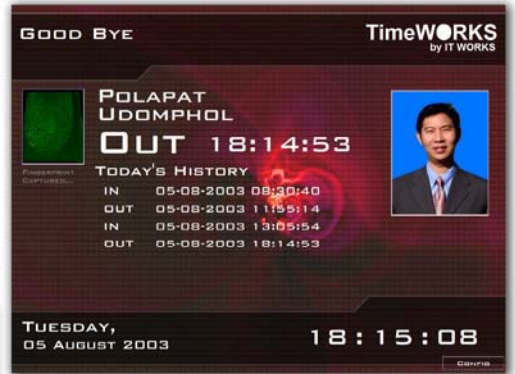 GOOD BYE
TimeWORKS
by IT WORKS
POLAPAT
UDOMPHOL
OUT 18:14:53
FINGERPRINT
CAPTURED...
TODAY'S HISTORY
IN 05-08-2003 08:30:40
OUT 05-08-2003 11:55:14
IN 05-08-2003 13:05:54
OUT 05-08-2003 18:14:53
TUESDAY,
05 AUGUST 2003
18:15:08
CONFIG